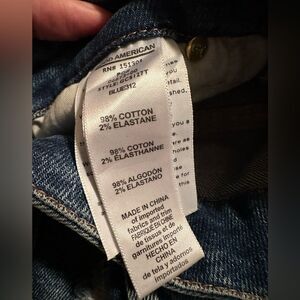 AMERICAN
RN# 15130
BLUE312
98% COTTON
2% ELASTANE
98% COTON
2% ÉLASTHANNE
98% ALGODÓN
2% ELASTANO
MADE IN CHINA
of imported
fabrics and trims
FABRIQUÉ EN CHINE
de tissus et de
garnitures importés
HECHO EN
CHINA
de tela y adornos
importados